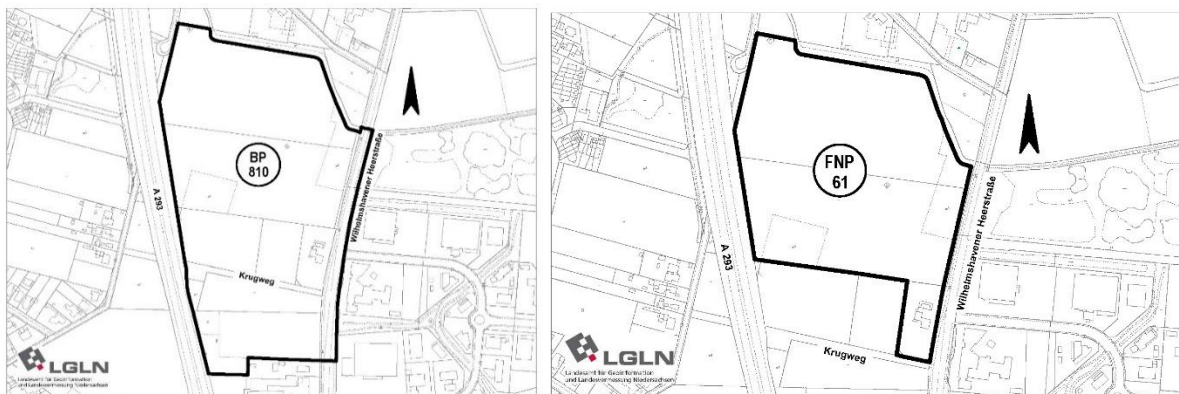 BP
810
A 293
Wilhelmshavener Heerstraße
Krugweg
LGLN
Landesamt für Geoinformation
und Landesvermessung Niedersachsen
FNP
61
A 293
Wilhelmshavener Heerstraße
Krugweg
LGLN
Landesamt für Geoinformation
und Landesvermessung Niedersachsen